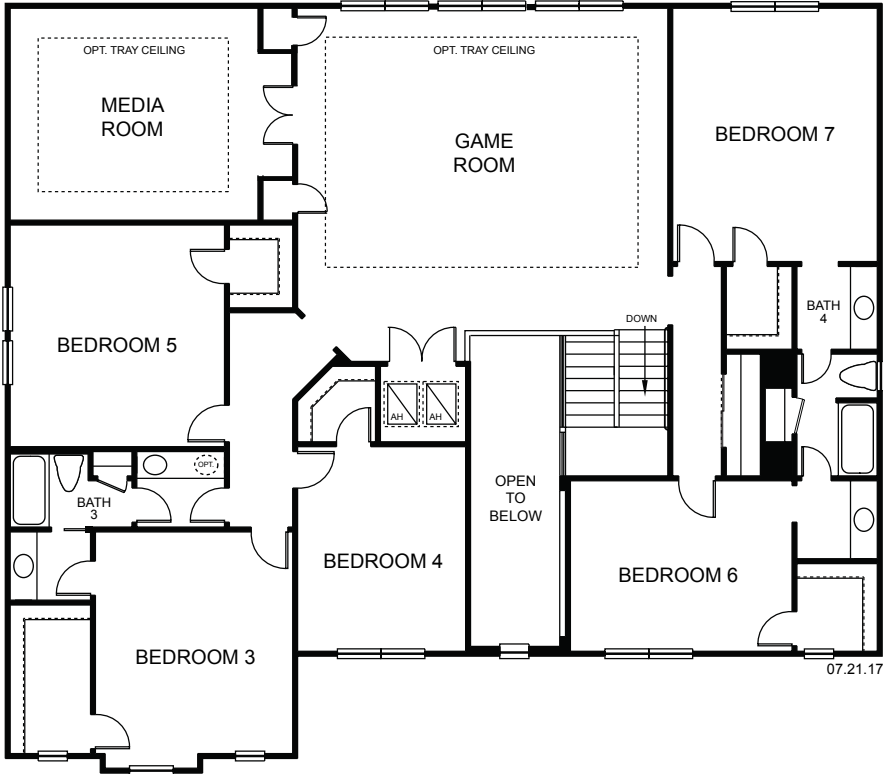 OPT. TRAY CEILING
OPT. TRAY CEILING
MEDIA
ROOM
GAME
ROOM
BEDROOM 7
BATH
4
DOWN
BEDROOM 5
AH
AH
OPT.
BATH
3
OPEN
TO
BELOW
BEDROOM 4
BEDROOM 6
BEDROOM 3
07.21.17